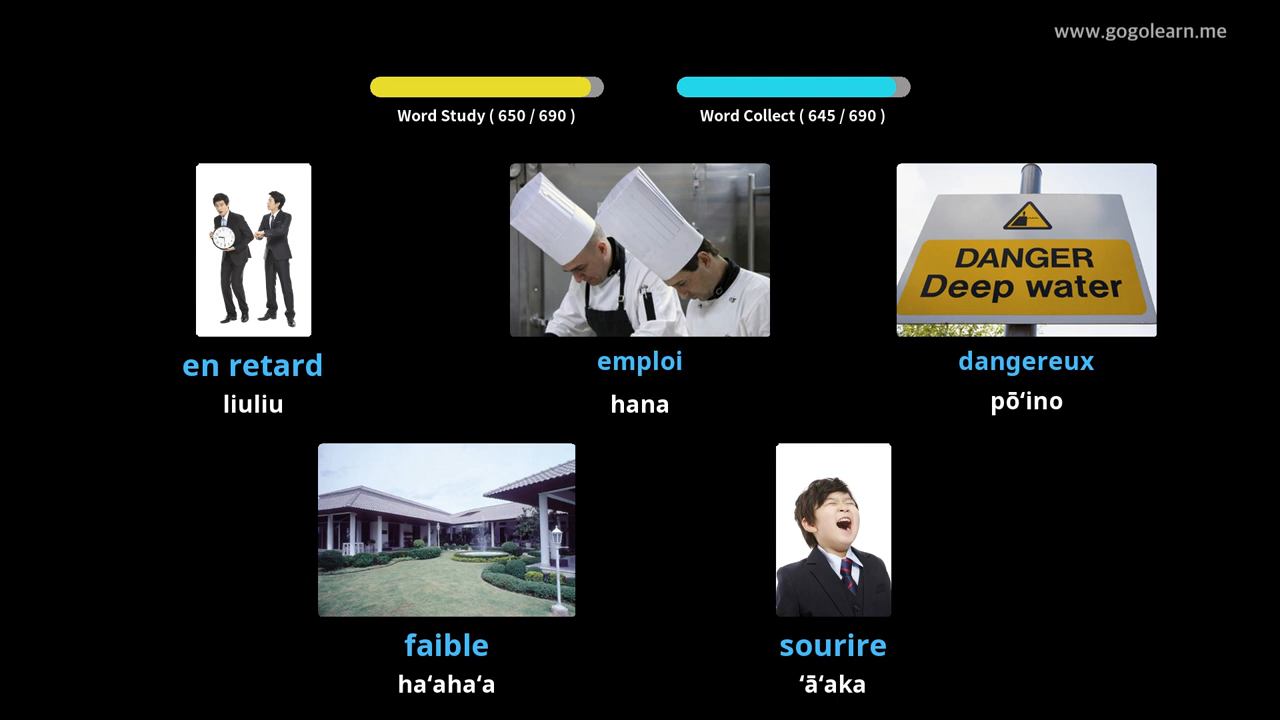 www.gogolearn.me
Word Study ( 650 / 690 )
Word Collect ( 645 / 690 )
DANGER
Deep water
en retard
emploi
dangereux
liuliu
hana
pōʻino
faible
sourire
haʻahaʻa
ʻāʻaka